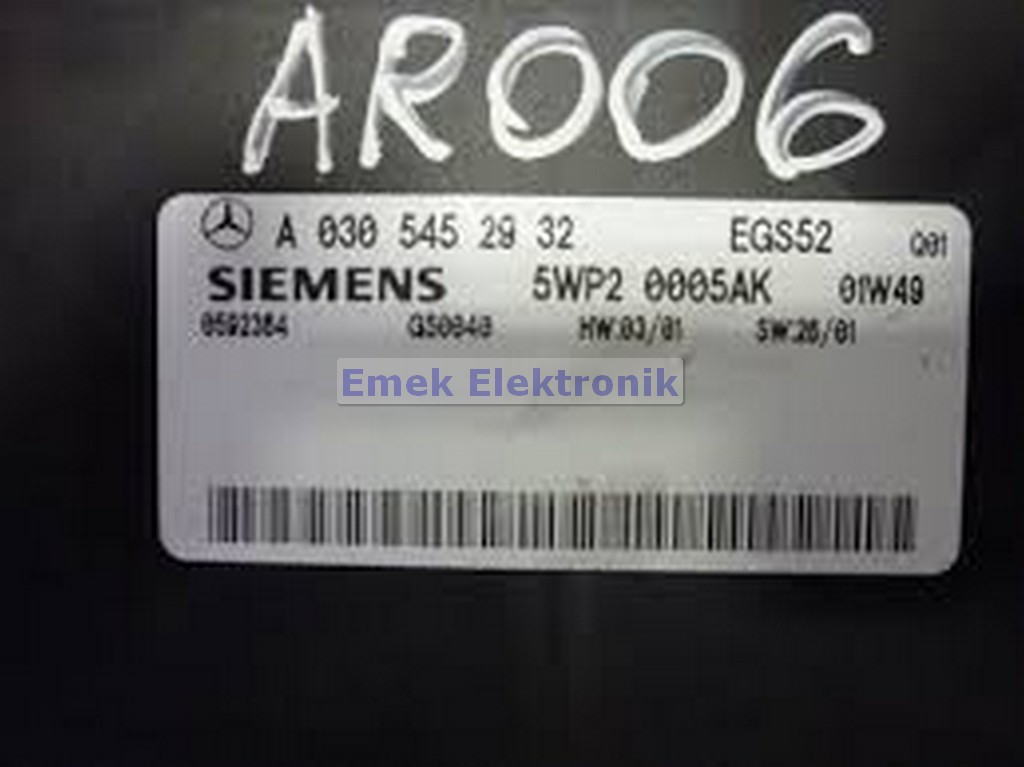 AR006
A 030 545 29 32 EGS52 Q01
SIEMENS 5WP2 0005AK 01W49
0592384 GS0040 HW:03/01 SW:26/01
Emek Elektronik